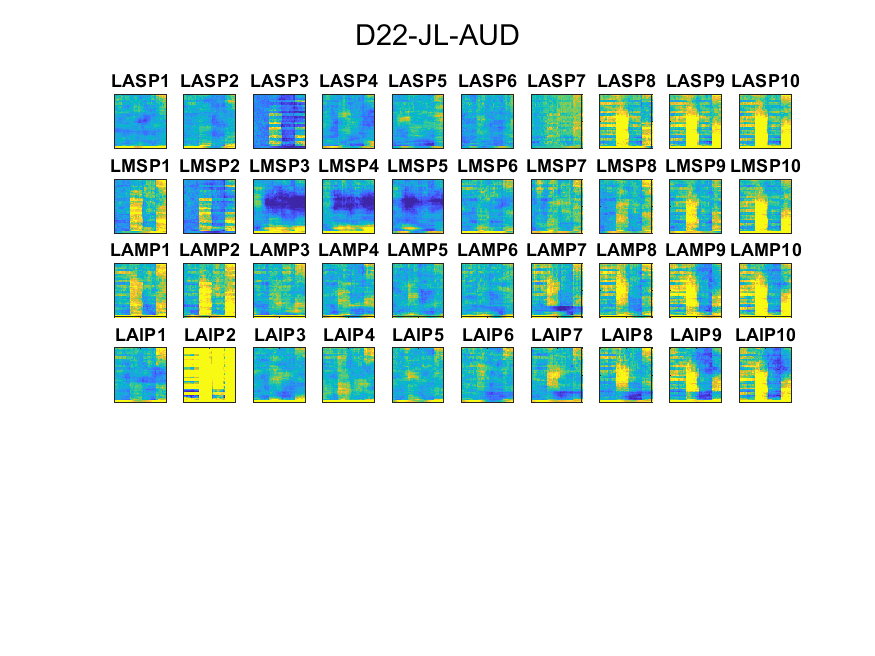 D22-JL-AUD
LASP1 LASP2 LASP3 LASP4 LASP5 LASP6 LASP7 LASP8 LASP9 LASP10
LMSP1 LMSP2 LMSP3 LMSP4 LMSP5 LMSP6 LMSP7 LMSP8 LMSP9 LMSP10
LAMP1 LAMP2 LAMP3 LAMP4 LAMP5 LAMP6 LAMP7 LAMP8 LAMP9 LAMP10
LAIP1 LAIP2 LAIP3 LAIP4 LAIP5 LAIP6 LAIP7 LAIP8 LAIP9 LAIP10